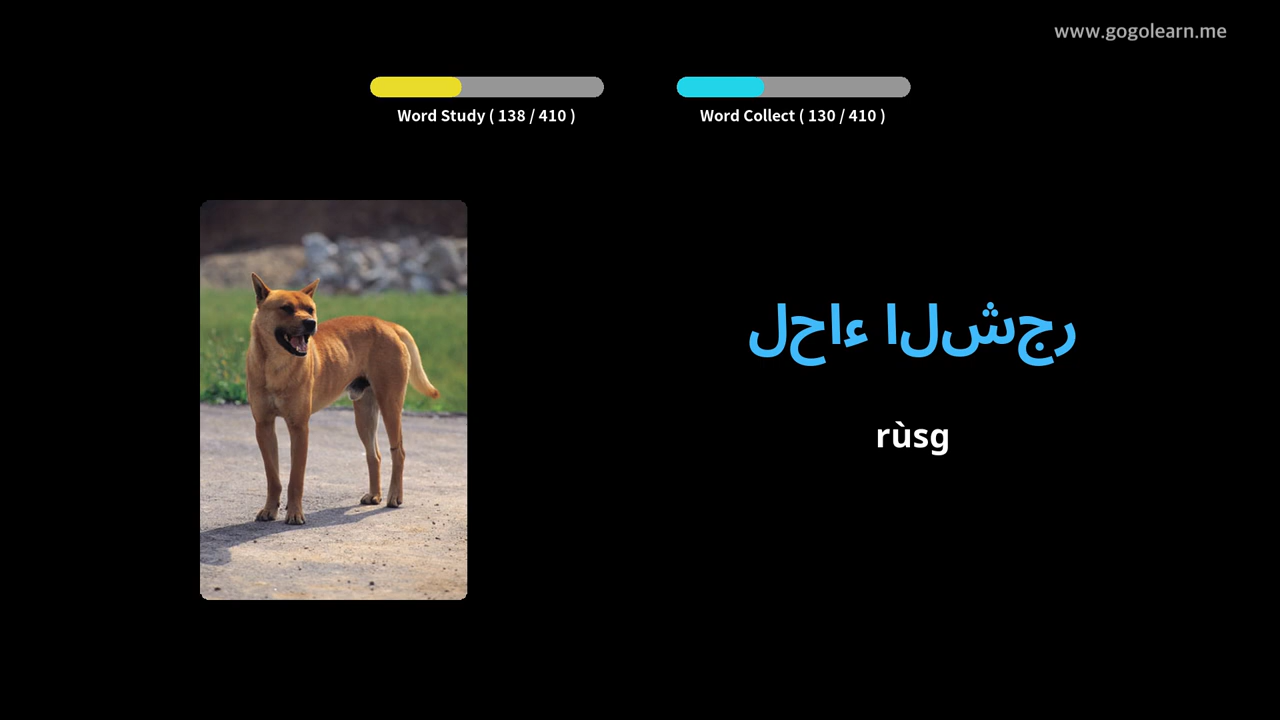 www.gogolearn.me
Word Study ( 138 / 410 )
Word Collect ( 130 / 410 )
لحاء الشجر
rùsg